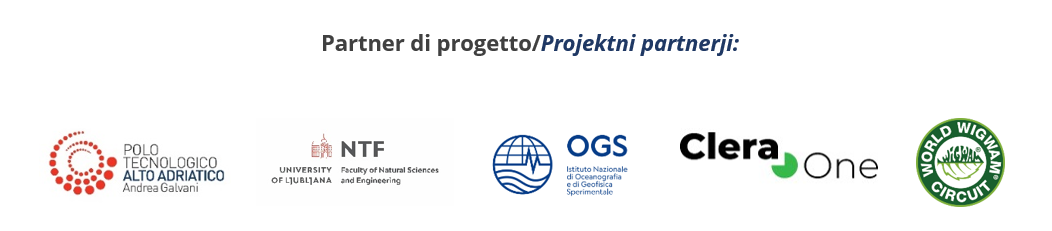 Partner di progetto/Projektni partnerji:
POLO
TECNOLOGICO
ALTO ADRIATICO
Andrea Galvani
NTF
UNIVERSITY
OF LJUBLJANA
Faculty of Natural Sciences
and Engineering
OGS
Istituto Nazionale
di Oceanografia
e di Geofisica
Sperimentale
Clera
One
WORLD WIGWAM
WIGWAM®
CIRCUIT®